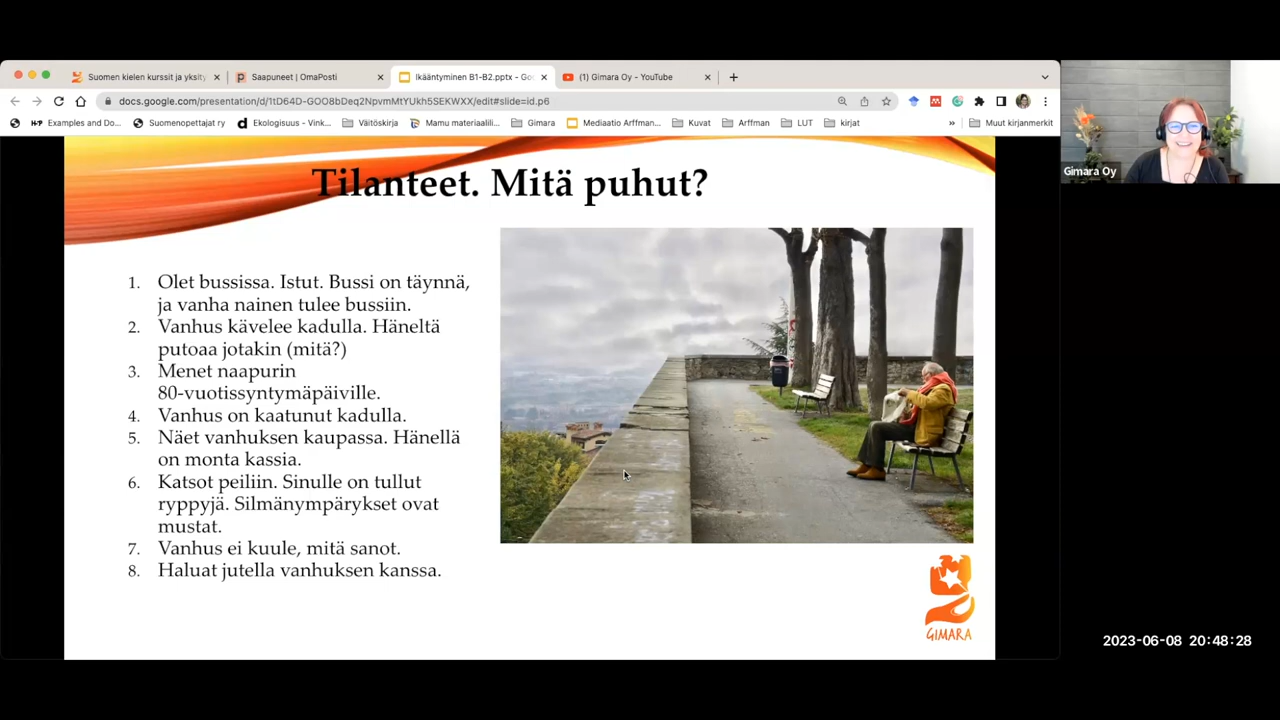 Suomen kielen kurssit ja yksity
Saapuneet | OmaPosti
Ikääntyminen B1-B2.pptx - Goo
(1) Gimara Oy - YouTube
docs.google.com/presentation/d/1tD64D-GOO8bDeq2NpvmMtYUkh5SEKWXX/edit#slide=id.p6
Examples and Do...
Suomenopettajat ry
Ekologisuus - Vink...
Väitöskirja
Mamu materiaalili...
Gimara
Mediaatio Arffman...
Kuvat
Arffman
LUT
kirjat
»
Muut kirjanmerkit
Gimara Oy
Tilanteet. Mitä puhut?
1. Olet bussissa. Istut. Bussi on täynnä,
ja vanha nainen tulee bussiin.
2. Vanhus kävelee kadulla. Häneltä
putoaa jotakin (mitä?)
3. Menet naapurin
80-vuotissyntymäpäiville.
4. Vanhus on kaatunut kadulla.
5. Näet vanhuksen kaupassa. Hänellä
on monta kassia.
6. Katsot peiliin. Sinulle on tullut
ryppyjä. Silmänympärykset ovat
mustat.
7. Vanhus ei kuule, mitä sanot.
8. Haluat jutella vanhuksen kanssa.
GIMARA
2023-06-08 20:48:28